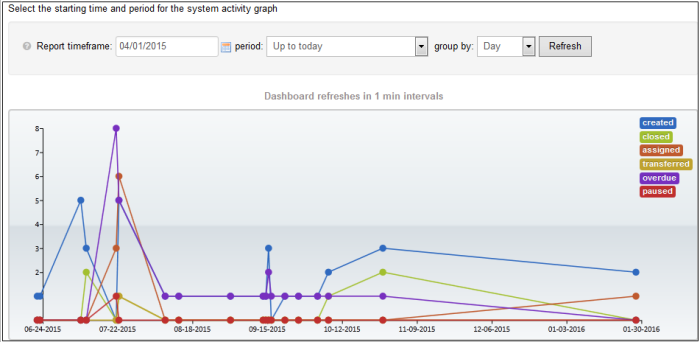 Select the starting time and period for the system activity graph
Report timeframe: 04/01/2015 period: Up to today group by: Day Refresh
Dashboard refreshes in 1 min intervals
created
closed
assigned
transferred
overdue
paused
8
7
6
5
4
3
2
06-24-2015 07-22-2015 08-18-2015 09-15-2015 10-12-2015 11-09-2015 12-06-2015 01-03-2016 01-30-2016